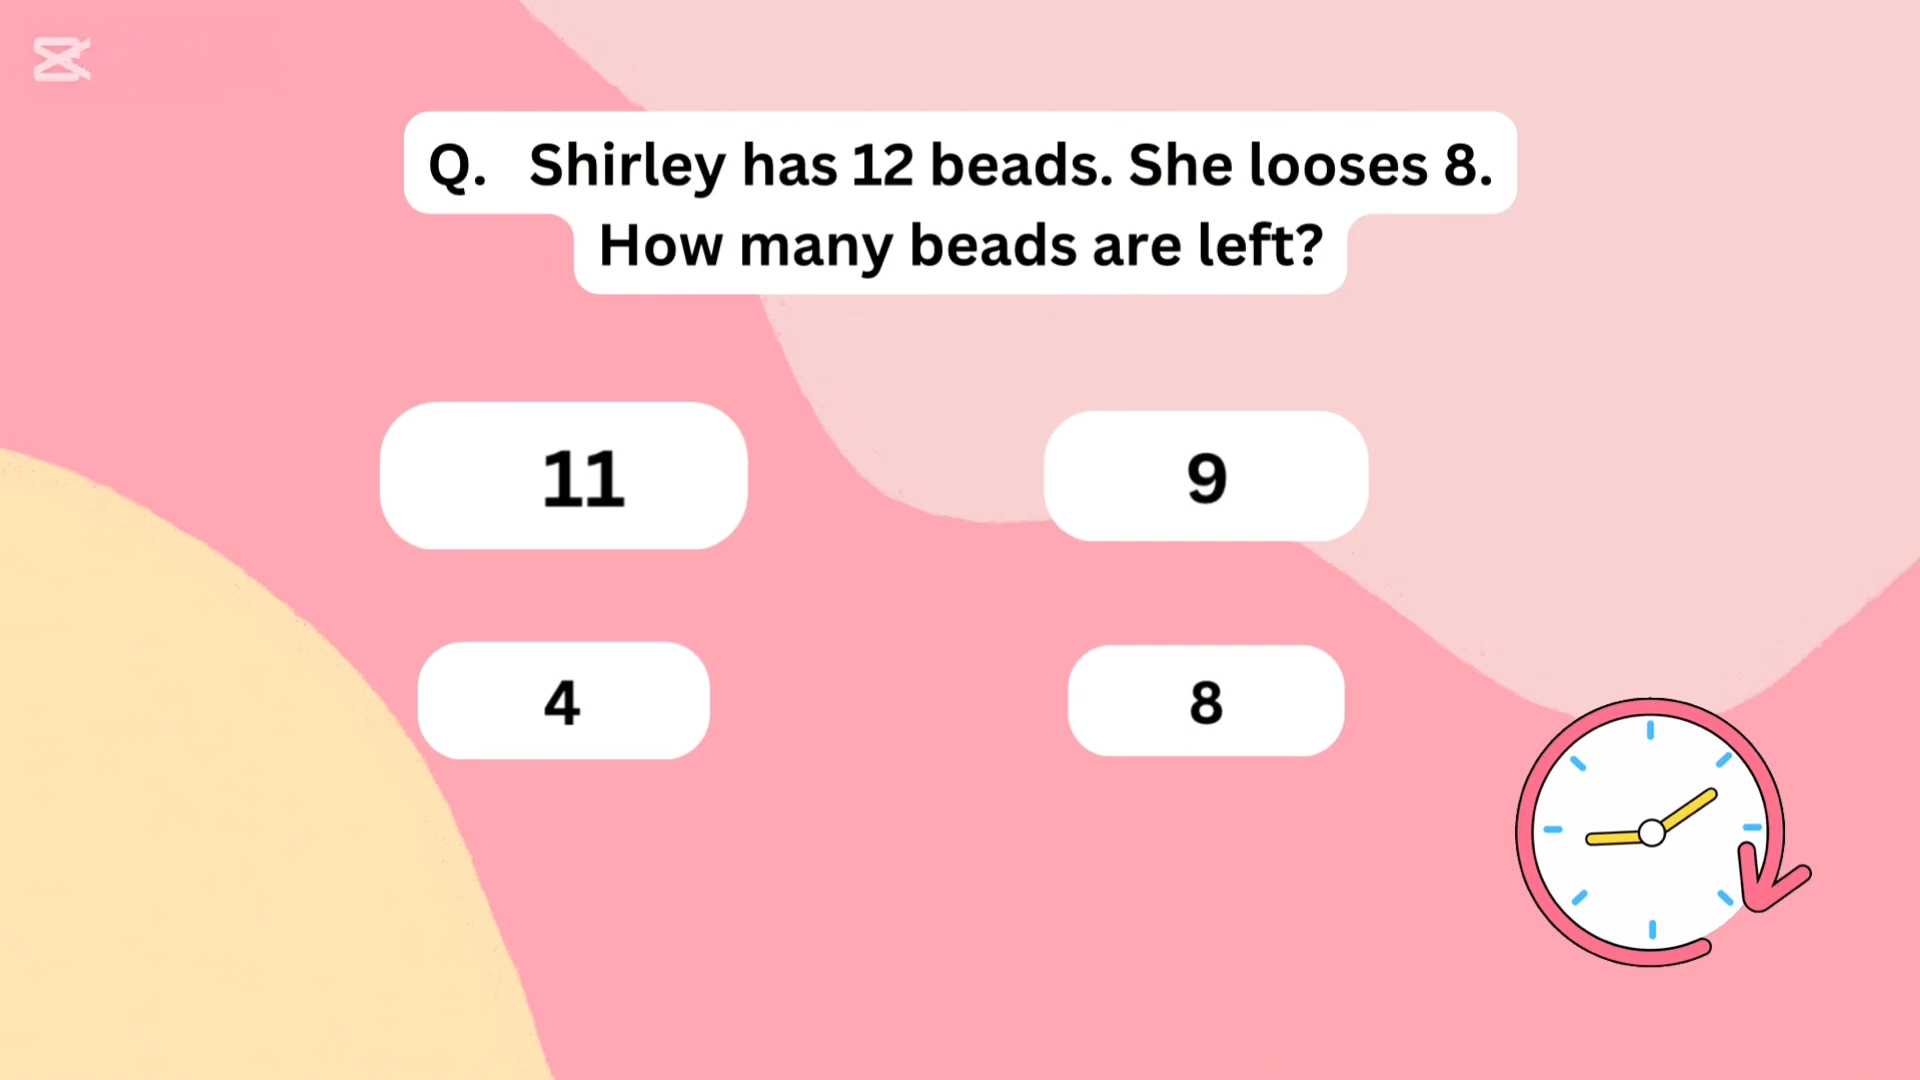 Q. Shirley has 12 beads. She looses 8.
How many beads are left?
11
9
4
8